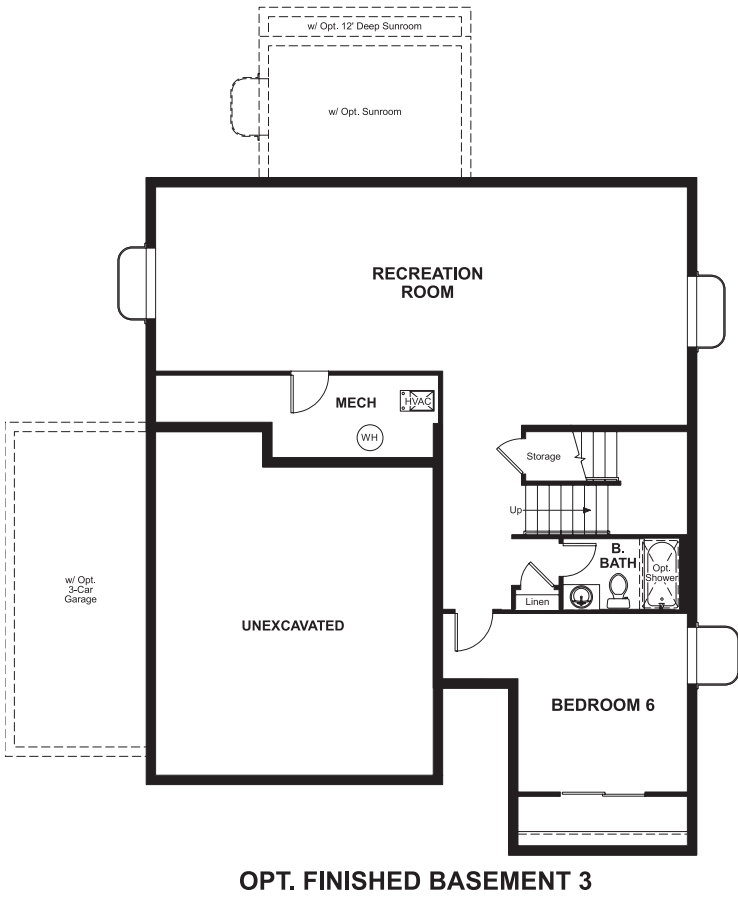 w/ Opt. 12' Deep Sunroom
w/ Opt. Sunroom
RECREATION
ROOM
MECH
HVAC
WH
Storage
Up
B.
BATH
Opt.
Shower
Linen
w/ Opt.
3-Car
Garage
UNEXCAVATED
BEDROOM 6
OPT. FINISHED BASEMENT 3